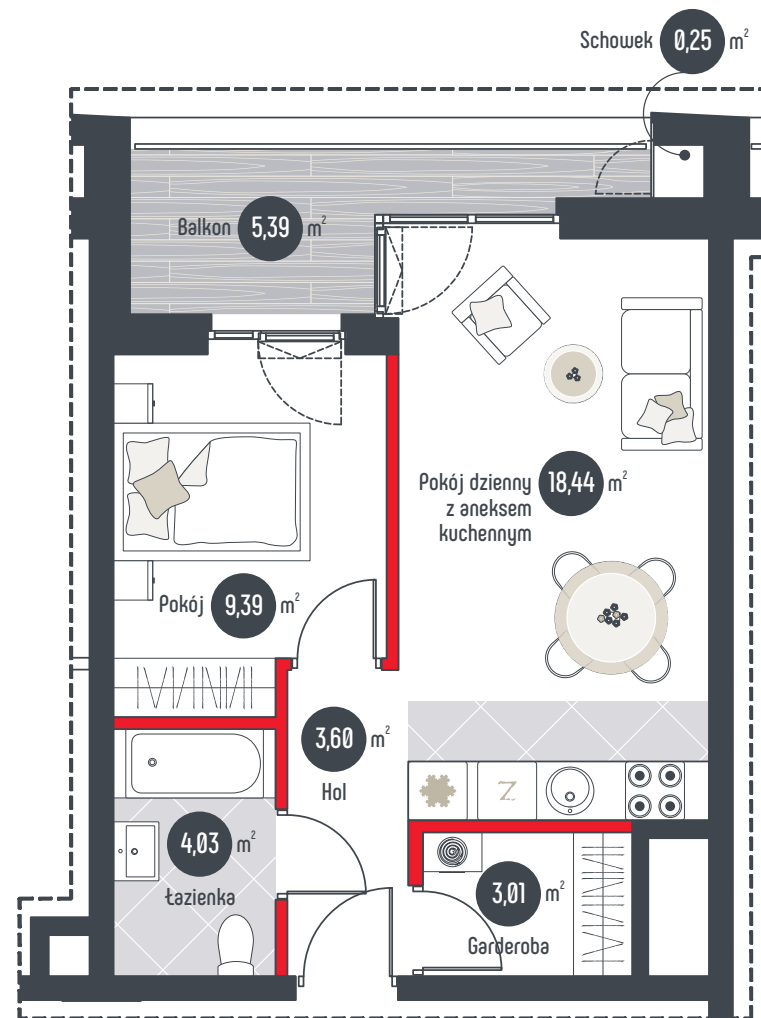 Schowek 0,25 m²
Balkon 5,39 m²
Pokój dzienny 18,44 m²
z aneksem
kuchennym
Pokój 9,39 m²
3,60 m²
Hol
Z
4,03 m²
Łazienka
3,01 m²
Garderoba